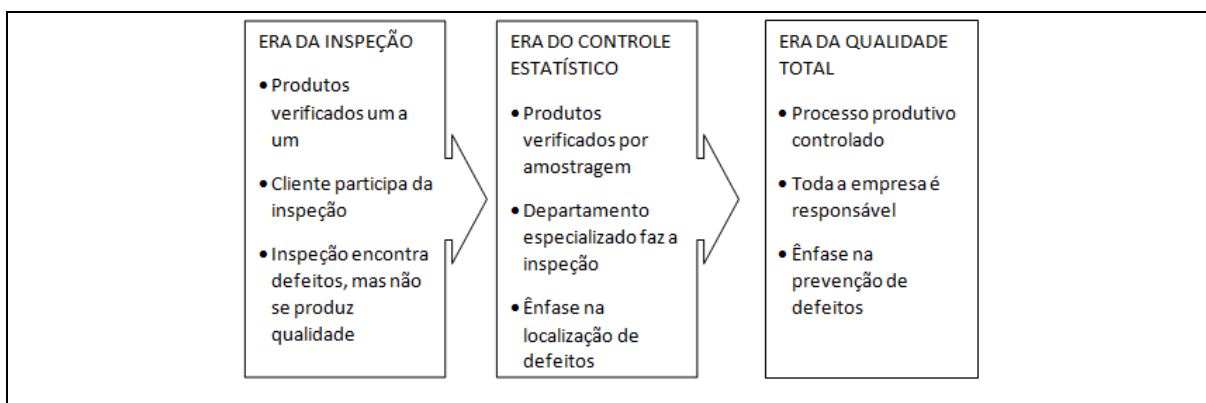 ERA DA INSPEÇÃO
• Produtos
verificados um a
um
• Cliente participa da
inspeção
• Inspeção encontra
defeitos, mas não
se produz
qualidade
ERA DO CONTROLE
ESTATÍSTICO
• Produtos
verificados por
amostragem
• Departamento
especializado faz a
inspeção
• Ênfase na
localização de
defeitos
ERA DA QUALIDADE
TOTAL
• Processo produtivo
controlado
• Toda a empresa é
responsável
• Ênfase na
prevenção de
defeitos